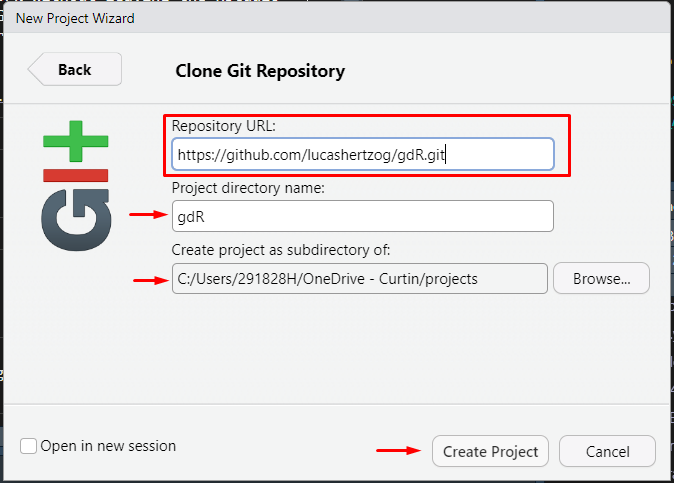 New Project Wizard
Back
Clone Git Repository
GIt
Repository URL:
https://github.com/lucashertzog/gdR.git
Project directory name:
gdR
Create project as subdirectory of:
C:/Users/291828H/OneDrive - Curtin/projects
Browse...
Open in new session
Create Project
Cancel